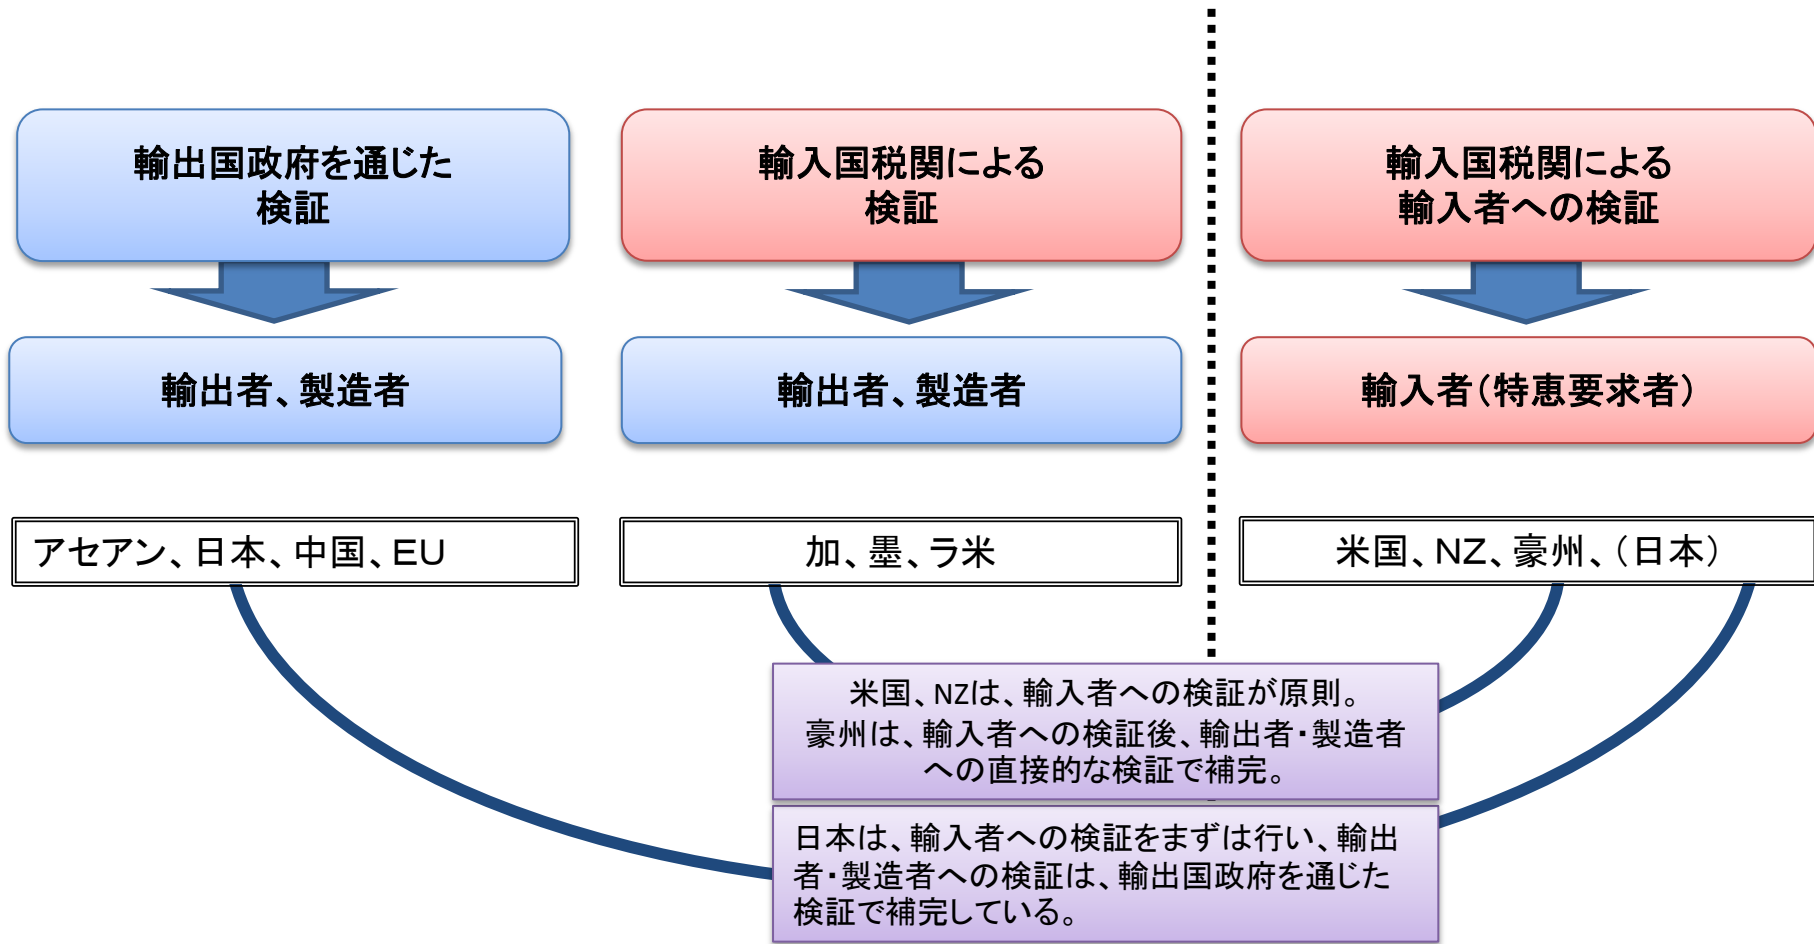 輸出国政府を通じた
検証
輸入国税関による
検証
輸入国税関による
輸入者への検証
輸出者、製造者
輸出者、製造者
輸入者(特恵要求者)
アセアン、日本、中国、EU
加、墨、ラ米
米国、NZ、豪州、(日本)
米国、NZは、輸入者への検証が原則。
豪州は、輸入者への検証後、輸出者・製造者
への直接的な検証で補完。
日本は、輸入者への検証をまずは行い、輸出
者・製造者への検証は、輸出国政府を通じた
検証で補完している。